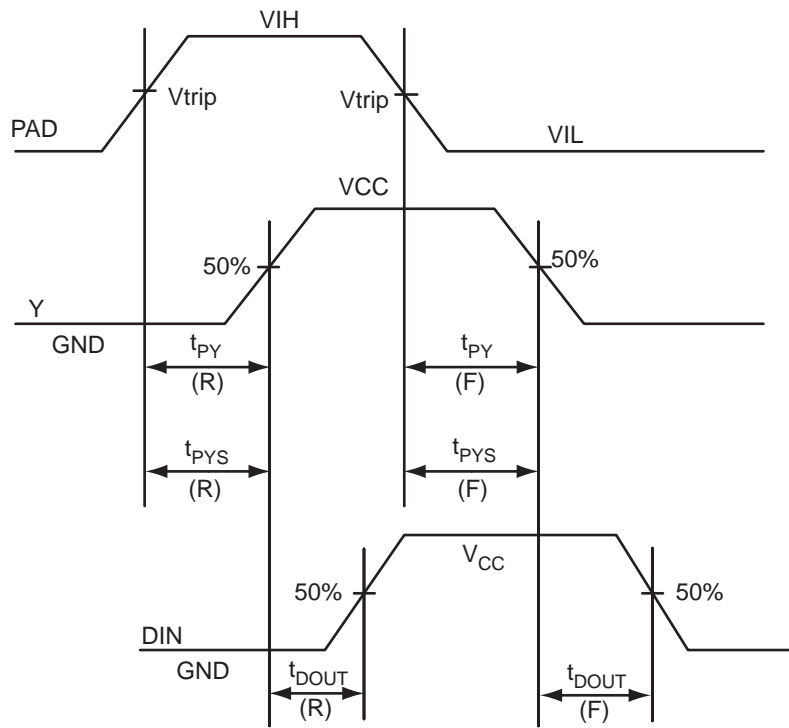 VIH
Vtrip
Vtrip
PAD
VIL
VCC
50%
50%
Y
GND
tPY
(R)
tPY
(F)
tPYS
(R)
tPYS
(F)
VCC
50%
50%
DIN
GND
tDOUT
(R)
tDOUT
(F)